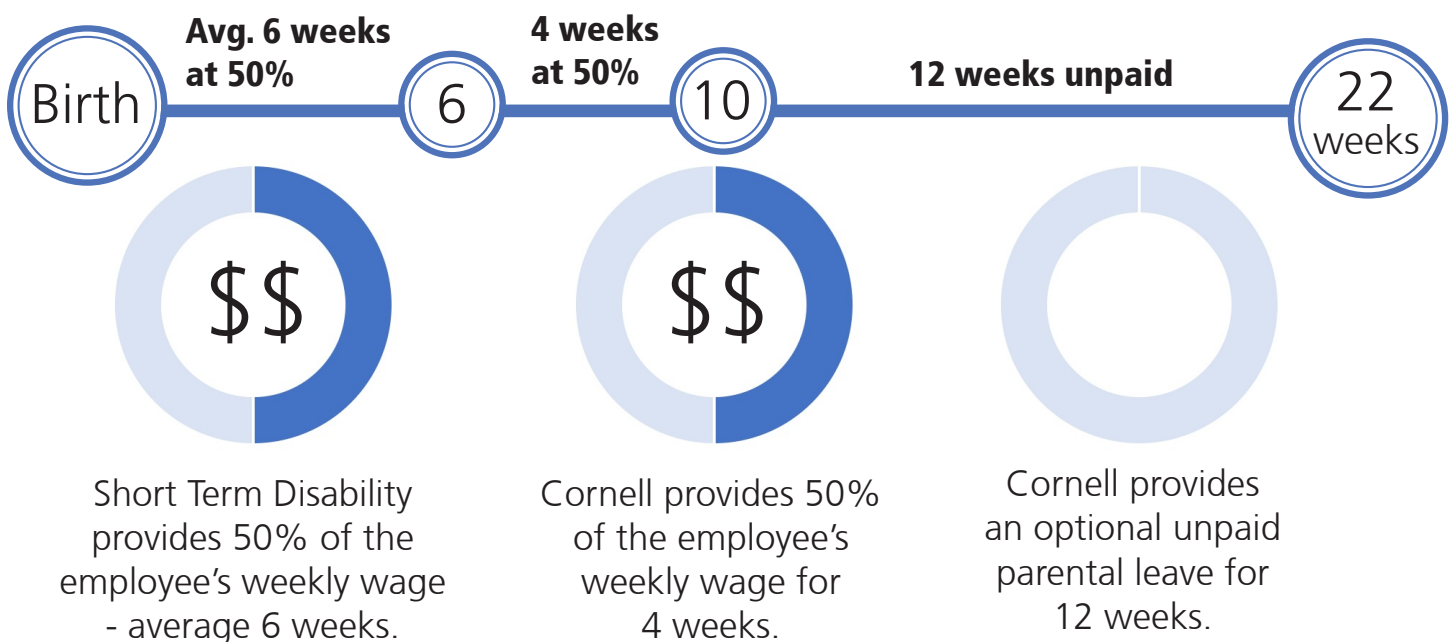 Birth
Avg. 6 weeks
at 50%
6
4 weeks
at 50%
10
12 weeks unpaid
22
weeks
$$
Short Term Disability
provides 50% of the
employee’s weekly wage
- average 6 weeks.
$$
Cornell provides 50%
of the employee’s
weekly wage for
4 weeks.
Cornell provides
an optional unpaid
parental leave for
12 weeks.